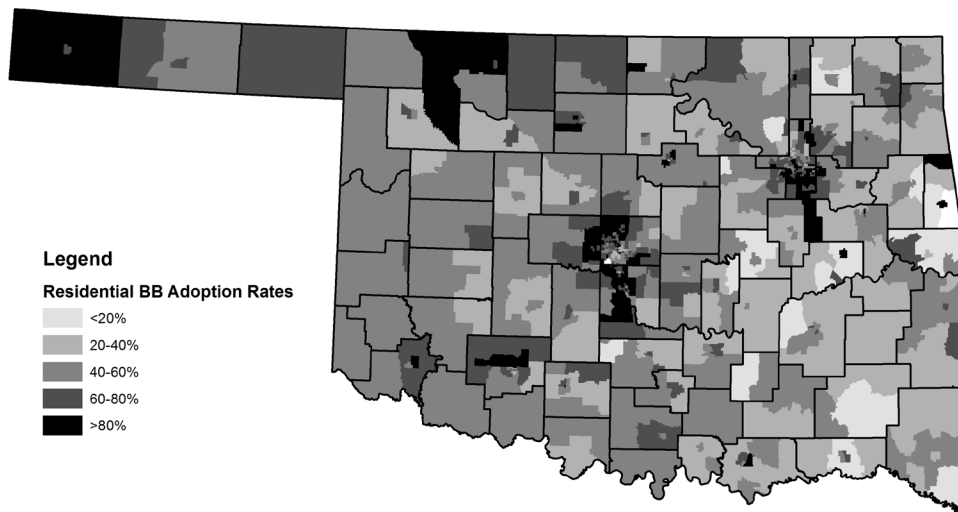 Legend
Residential BB Adoption Rates
<20%
20-40%
40-60%
60-80%
>80%